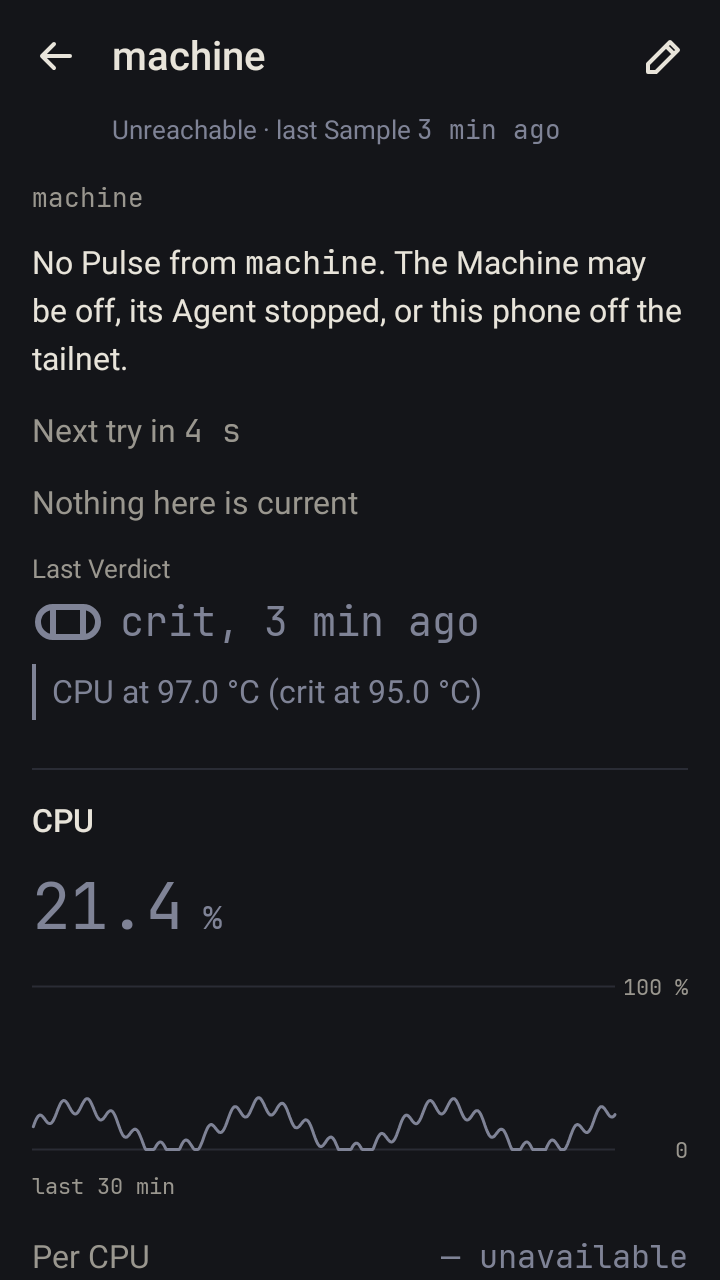 machine
Unreachable · last Sample 3 min ago
machine
No Pulse from machine. The Machine may
be off, its Agent stopped, or this phone off the
tailnet.
Next try in 4 s
Nothing here is current
Last Verdict
crit, 3 min ago
CPU at 97.0 °C (crit at 95.0 °C)
CPU
21.4 %
100 %
0
last 30 min
Per CPU — unavailable